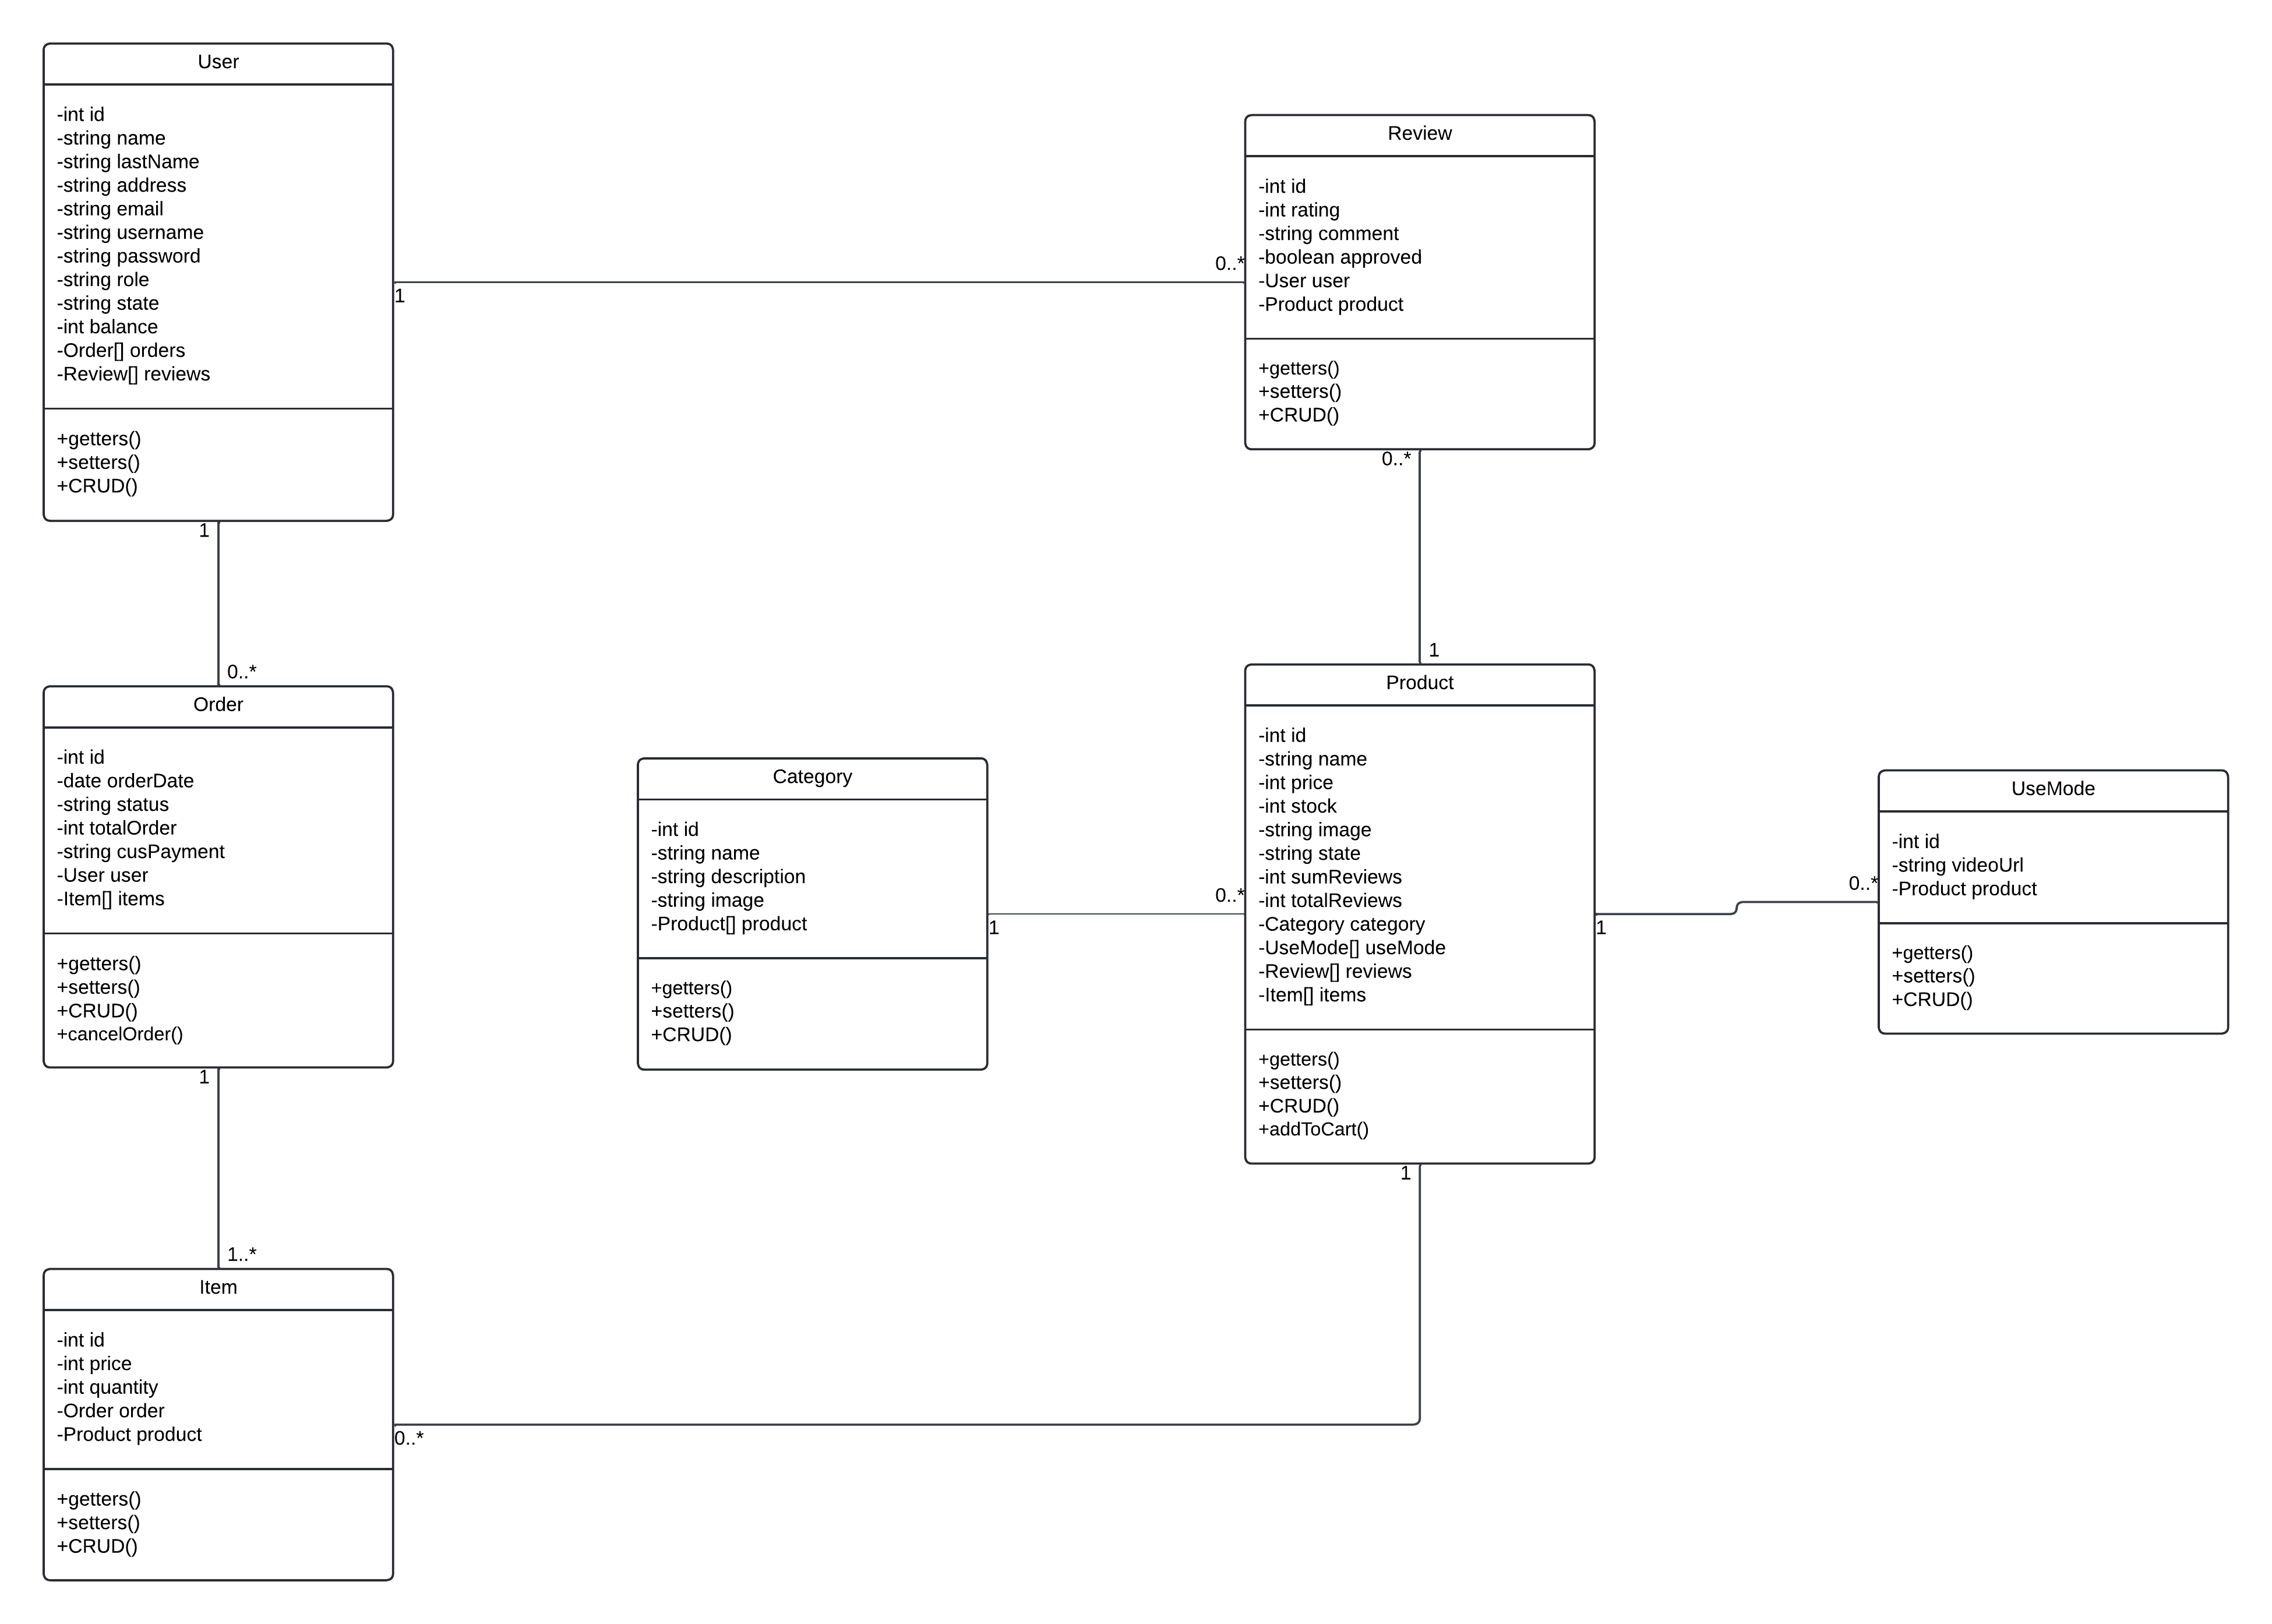 User
-int id
-string name
-string lastName
-string address
-string email
-string username
-string password
-string role
-string state
-int balance
-Order[] orders
-Review[] reviews
+getters()
+setters()
+CRUD()
1
0..*
Review
-int id
-int rating
-string comment
-boolean approved
-User user
-Product product
+getters()
+setters()
+CRUD()
1
0..*
0..*
1
Order
-int id
-date orderDate
-string status
-int totalOrder
-string cusPayment
-User user
-Item[] items
+getters()
+setters()
+CRUD()
+cancelOrder()
Category
-int id
-string name
-string description
-string image
-Product[] product
+getters()
+setters()
+CRUD()
1
0..*
Product
-int id
-string name
-int price
-int stock
-string image
-string state
-int sumReviews
-int totalReviews
-Category category
-UseMode[] useMode
-Review[] reviews
-Item[] items
+getters()
+setters()
+CRUD()
+addToCart()
1
0..*
UseMode
-int id
-string videoUrl
-Product product
+getters()
+setters()
+CRUD()
1
1..*
1
0..*
Item
-int id
-int price
-int quantity
-Order order
-Product product
+getters()
+setters()
+CRUD()